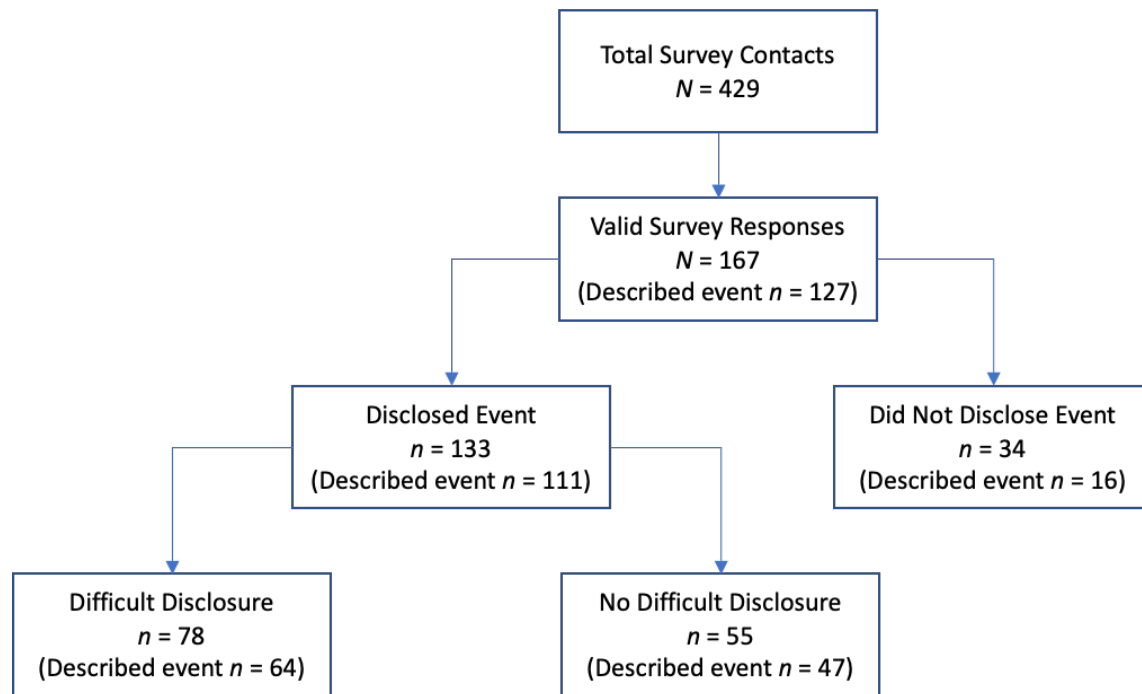 Total Survey Contacts
N = 429
Valid Survey Responses
N = 167
(Described event n = 127)
Disclosed Event
n = 133
(Described event n = 111)
Did Not Disclose Event
n = 34
(Described event n = 16)
Difficult Disclosure
n = 78
(Described event n = 64)
No Difficult Disclosure
n = 55
(Described event n = 47)